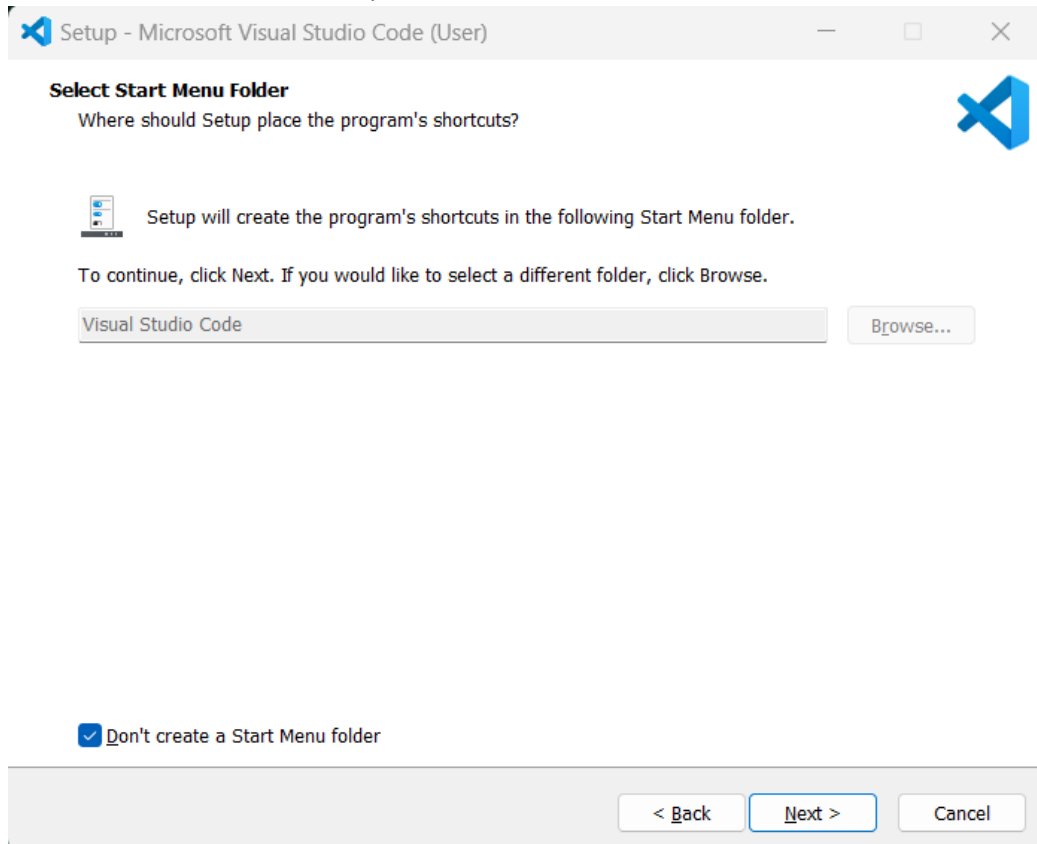 Setup - Microsoft Visual Studio Code (User)
Select Start Menu Folder
Where should Setup place the program's shortcuts?
Setup will create the program's shortcuts in the following Start Menu folder.
To continue, click Next. If you would like to select a different folder, click Browse.
Visual Studio Code
Browse...
Don't create a Start Menu folder
< Back
Next >
Cancel